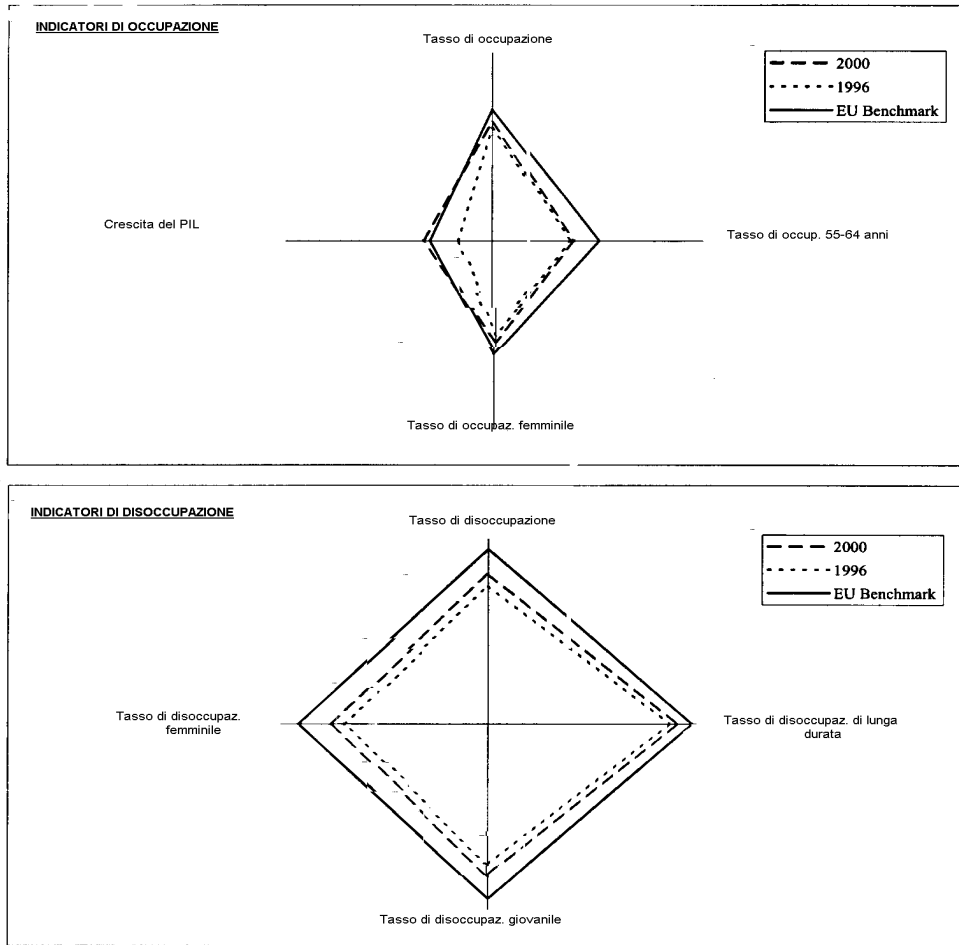 INDICATORI DI OCCUPAZIONE
Tasso di occupazione
2000
1996
EU Benchmark
Crescita del PIL
Tasso di occup. 55-64 anni
Tasso di occupaz. femminile
INDICATORI DI DISOCCUPAZIONE
Tasso di disoccupazione
2000
1996
EU Benchmark
Tasso di disoccupaz.
femminile
Tasso di disoccupaz. di lunga
durata
Tasso di disoccupaz. giovanile